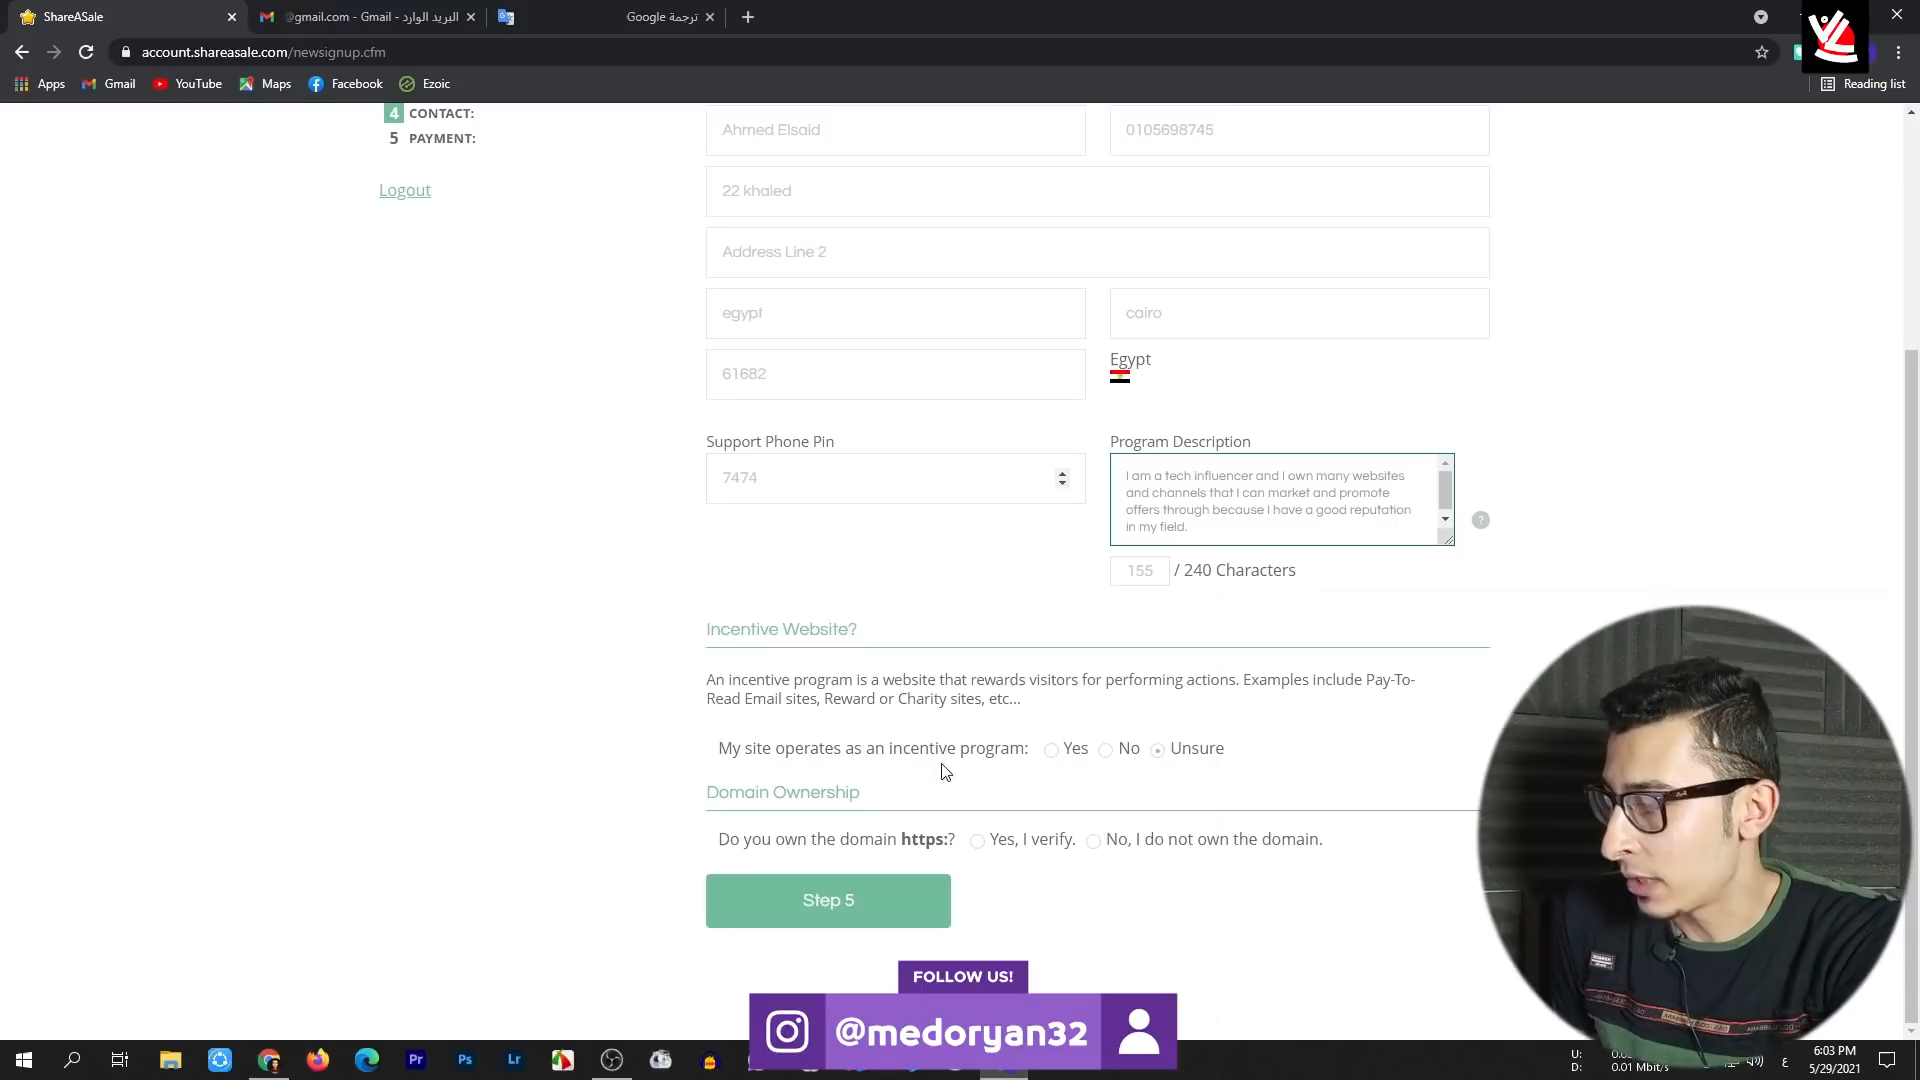 ShareASale
@gmail.com - Gmail - البريد الوارد
ترجمة Google
account.shareasale.com/newsignup.cfm
Apps
Gmail
YouTube
Maps
Facebook
Ezoic
Reading list
4 CONTACT:
5 PAYMENT:
Logout
Ahmed Elsaid
0105698745
22 khaled
Address Line 2
egypt
cairo
61682
Egypt
Support Phone Pin
7474
Program Description
I am a tech influencer and I own many websites
and channels that I can market and promote
offers through because I have a good reputation
in my field.
?
155 / 240 Characters
Incentive Website?
An incentive program is a website that rewards visitors for performing actions. Examples include Pay-To-
Read Email sites, Reward or Charity sites, etc...
My site operates as an incentive program: Yes No Unsure
Domain Ownership
Do you own the domain https:? Yes, I verify. No, I do not own the domain.
Step 5
FOLLOW US!
@medoryan32
Pr
Ps
Lr
U:
D: 0.01 Mbit/s
ع
6:03 PM
5/29/2021